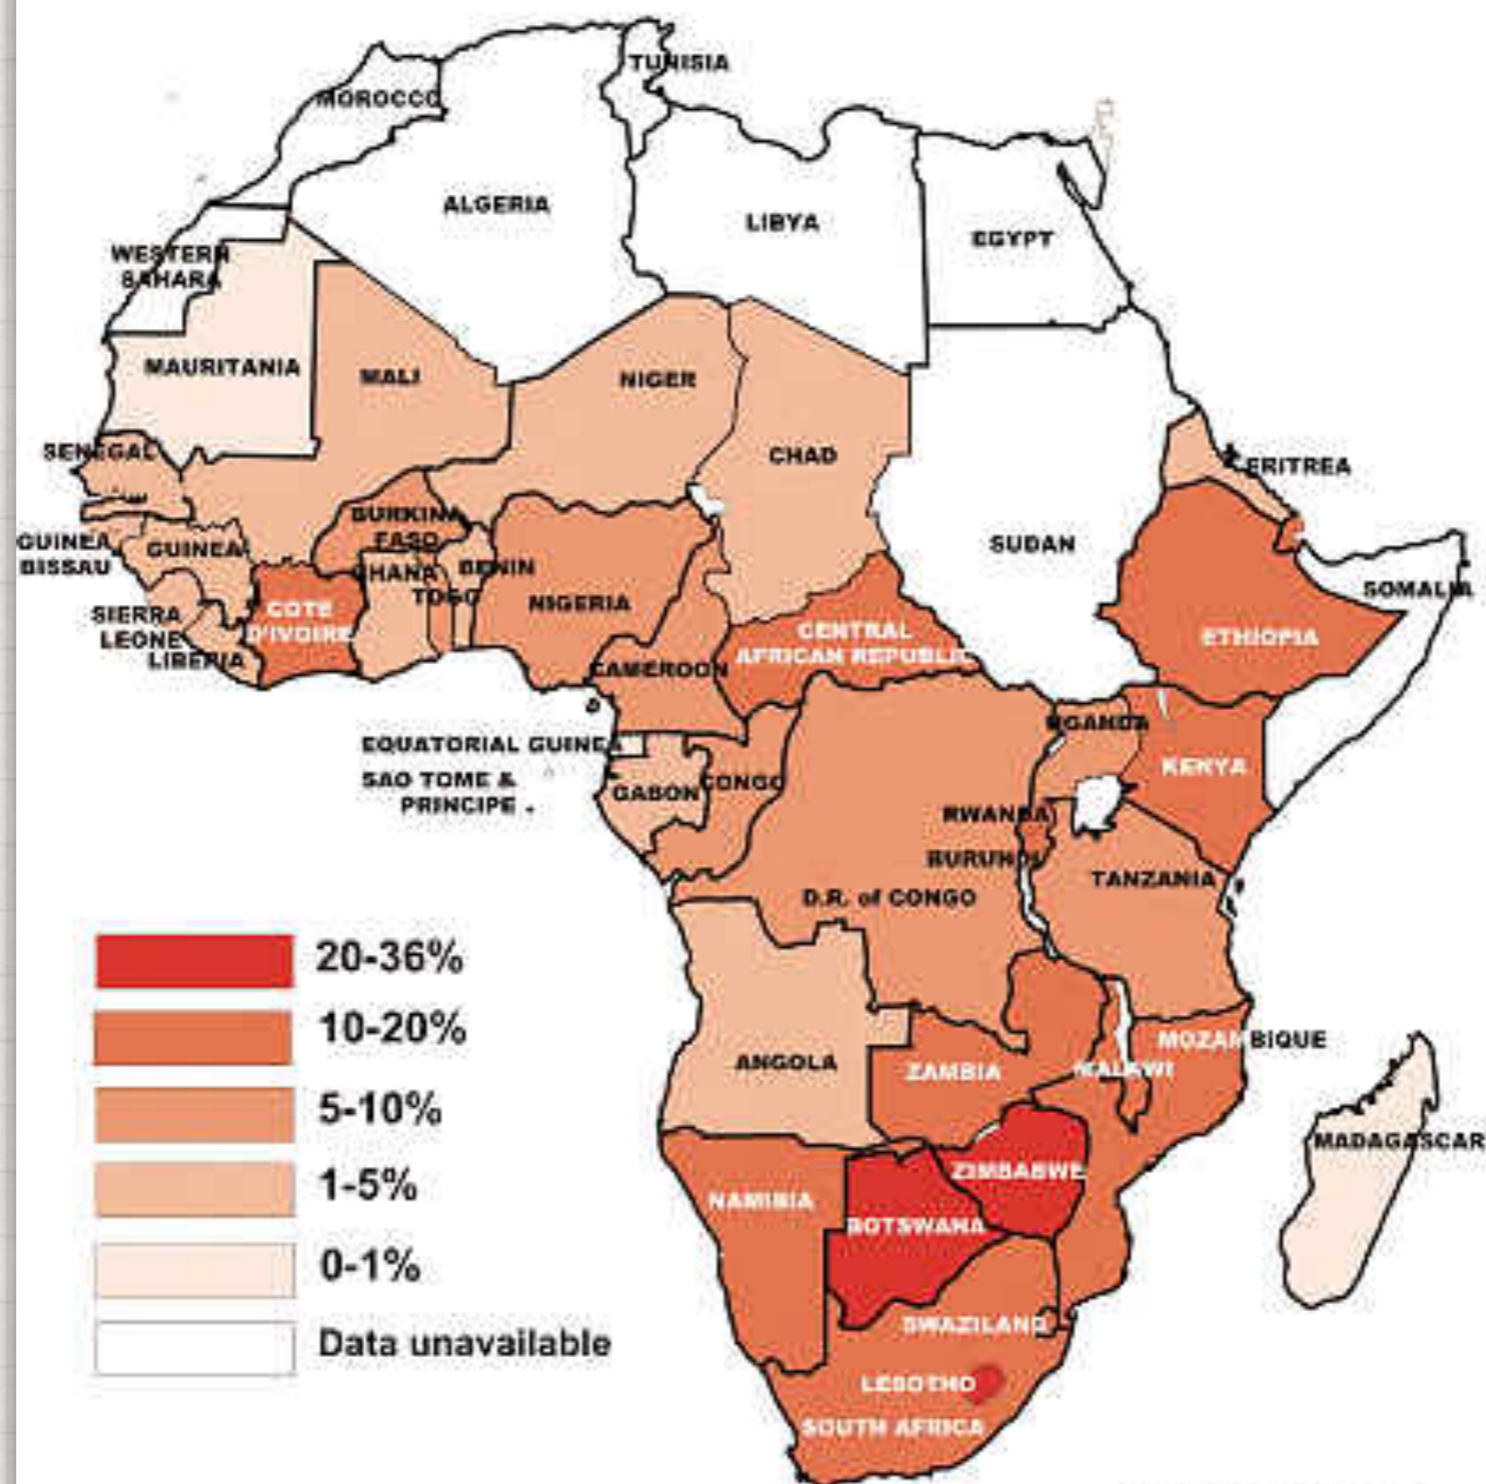 TUNISIA
MOROCCO
ALGERIA
LIBYA
EGYPT
WESTERN
SAHARA
MAURITANIA
MALI
NIGER
CHAD
SENEGAL
ERITREA
SUDAN
GUINEA
BISSAU
GUINEA
BURKINA
FASO
GHANA
BENIN
TOGO
NIGERIA
SOMALIA
SIERRA
LEONE
LIBERIA
COTE
D'IVOIRE
CENTRAL
AFRICAN REPUBLIC
ETHIOPIA
CAMEROON
EQUATORIAL GUINEA
SAO TOME &
PRINCIPE
GABON
CONGO
UGANDA
KENYA
RWANDA
BURUNDI
TANZANIA
D.R. of CONGO
ANGOLA
ZAMBIA
MALAWI
MOZAMBIQUE
MADAGASCAR
ZIMBABWE
NAMIBIA
BOTSWANA
SWAZILAND
LESOTHO
SOUTH AFRICA
20-36%
10-20%
5-10%
1-5%
0-1%
Data unavailable